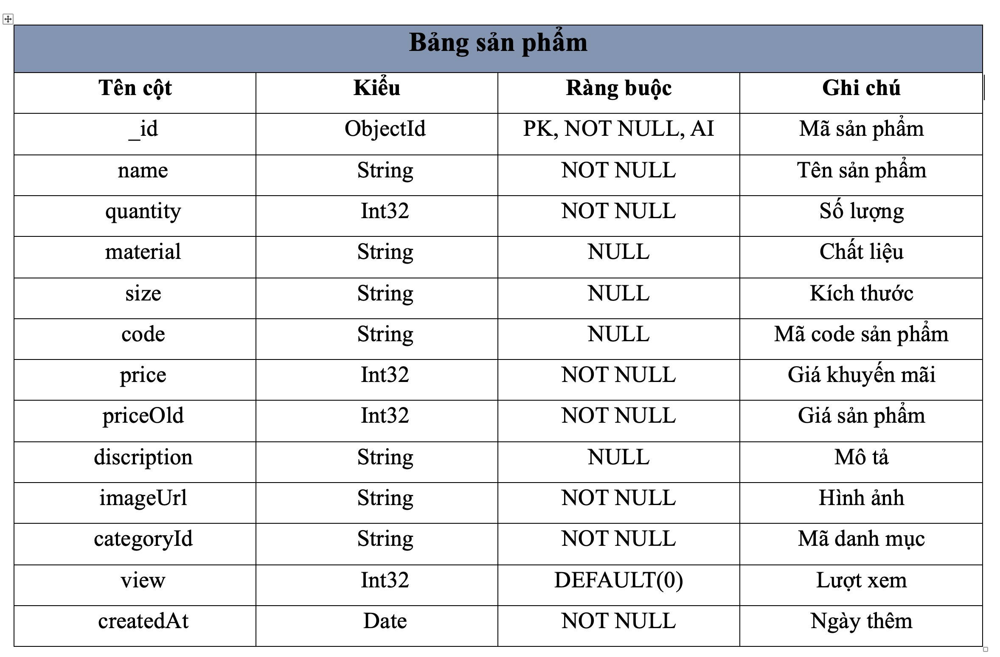 Bảng sản phẩm
Tên cột Kiểu Ràng buộc Ghi chú
_id ObjectId PK, NOT NULL, AI Mã sản phẩm
name String NOT NULL Tên sản phẩm
quantity Int32 NOT NULL Số lượng
material String NULL Chất liệu
size String NULL Kích thước
code String NULL Mã code sản phẩm
price Int32 NOT NULL Giá khuyến mãi
priceOld Int32 NOT NULL Giá sản phẩm
discription String NULL Mô tả
imageUrl String NOT NULL Hình ảnh
categoryId String NOT NULL Mã danh mục
view Int32 DEFAULT(0) Lượt xem
createdAt Date NOT NULL Ngày thêm